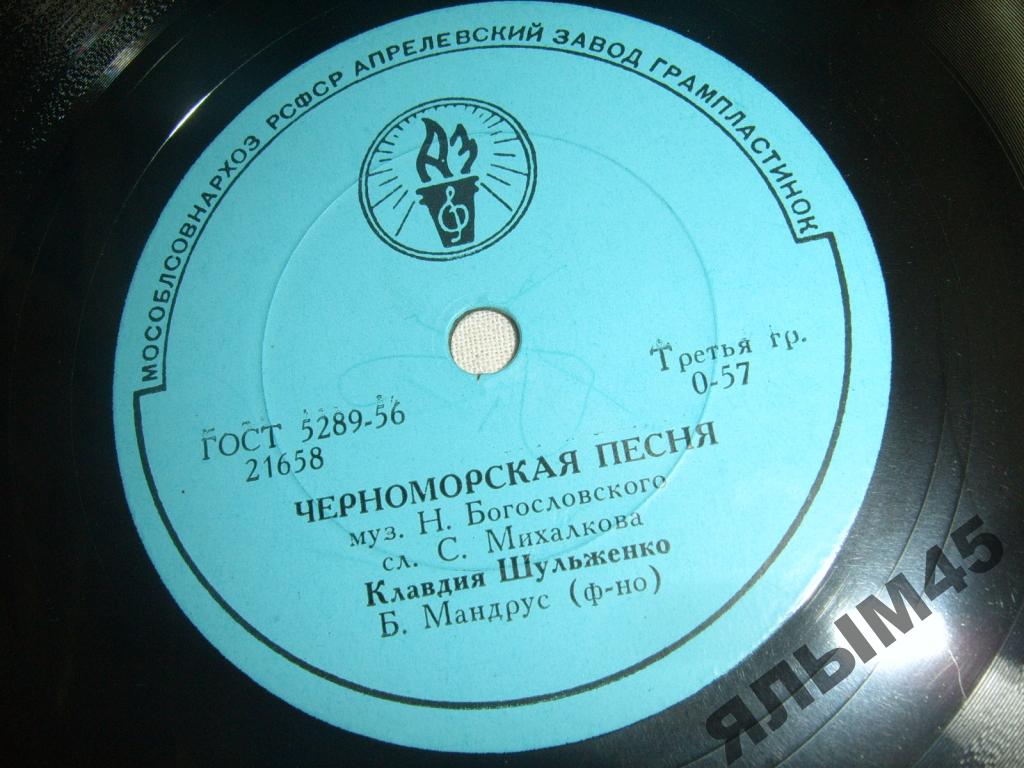 МОСОБЛСОВНАРХОЗ РСФСР АПРЕЛЕВСКИЙ ЗАВОД ГРАМПЛАСТИНОК
АЗ
ГОСТ 5289-56
21658
Третья гр.
0-57
ЧЕРНОМОРСКАЯ ПЕСНЯ
муз. Н. Богословского
сл. С. Михалкова
Клавдия Шульженко
Б. Мандрус (ф-но)
ЯЛЫМ45